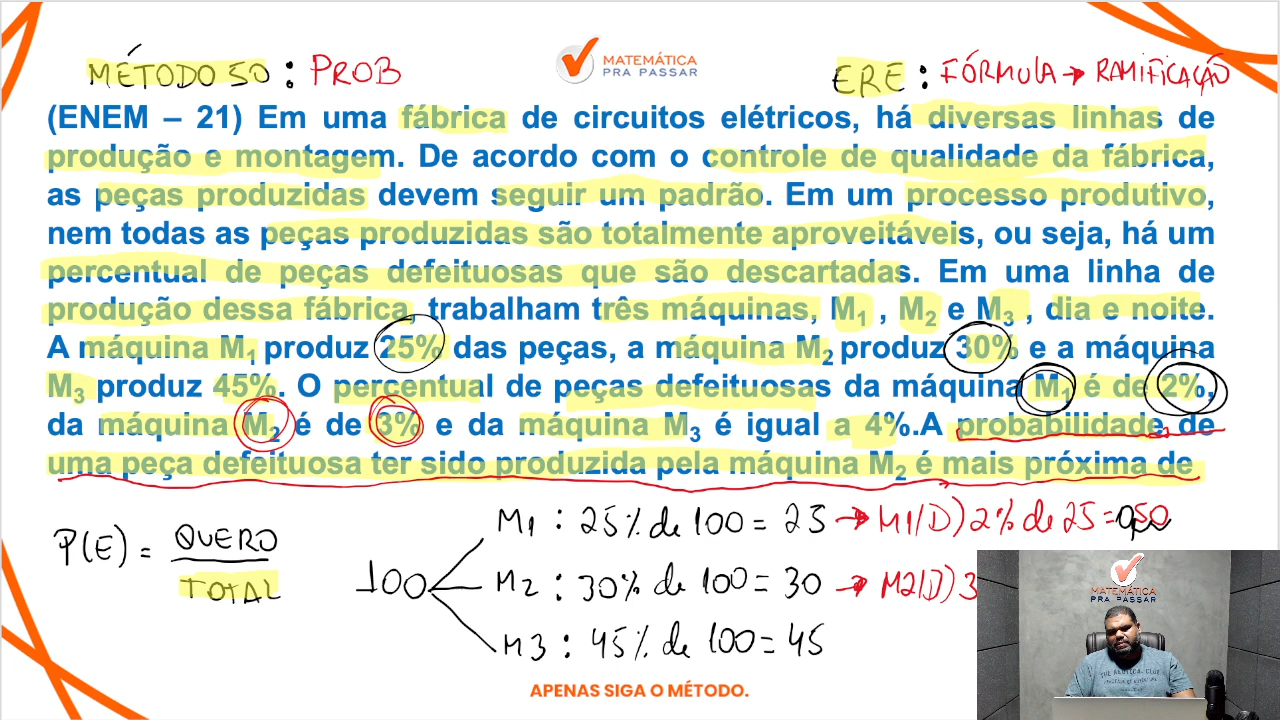 MÉTODO 50 : PROB
MATEMÁTICA
PRA PASSAR
ERE : FÓRMULA → RAMIFICAÇÃO
(ENEM – 21) Em uma fábrica de circuitos elétricos, há diversas linhas de
produção e montagem. De acordo com o controle de qualidade da fábrica,
as peças produzidas devem seguir um padrão. Em um processo produtivo,
nem todas as peças produzidas são totalmente aproveitáveis, ou seja, há um
percentual de peças defeituosas que são descartadas. Em uma linha de
produção dessa fábrica, trabalham três máquinas, M₁ , M₂ e M₃ , dia e noite.
A máquina M₁ produz 25% das peças, a máquina M₂ produz 30% e a máquina
M₃ produz 45%. O percentual de peças defeituosas da máquina M₁ é de 2%,
da máquina M₂ é de 3% e da máquina M₃ é igual a 4%.A probabilidade de
uma peça defeituosa ter sido produzida pela máquina M₂ é mais próxima de
P(E) = QUERO
TOTAL
100
M1 : 25% de 100 = 25 → M1(D) 2% de 25 = 0,50
M2 : 30% de 100 = 30 → M2(D) 3
M3 : 45% de 100 = 45
MATEMÁTICA
PRA PASSAR
APENAS SIGA O MÉTODO.